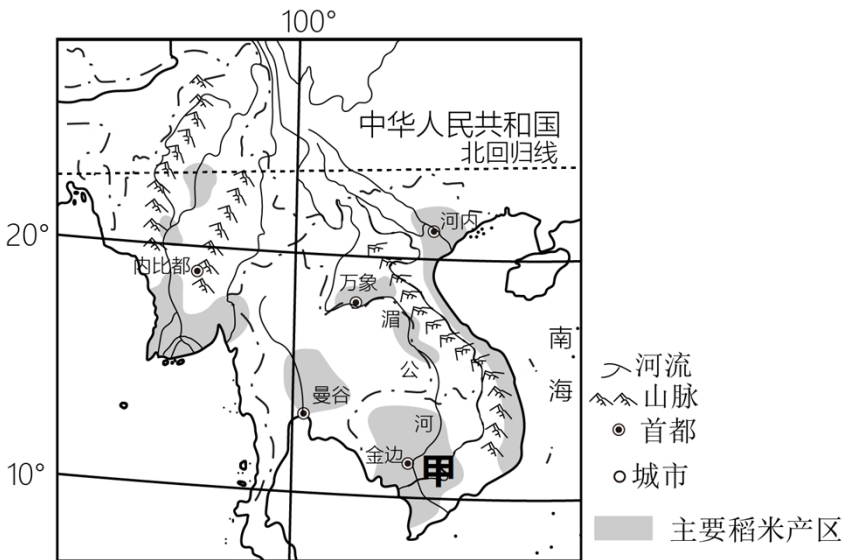 100°
中华人民共和国
北回归线
20°
河内
内比都
万象
湄
公
河
南
海
曼谷
金边
甲
10°
河流
山脉
首都
城市
主要稻米产区